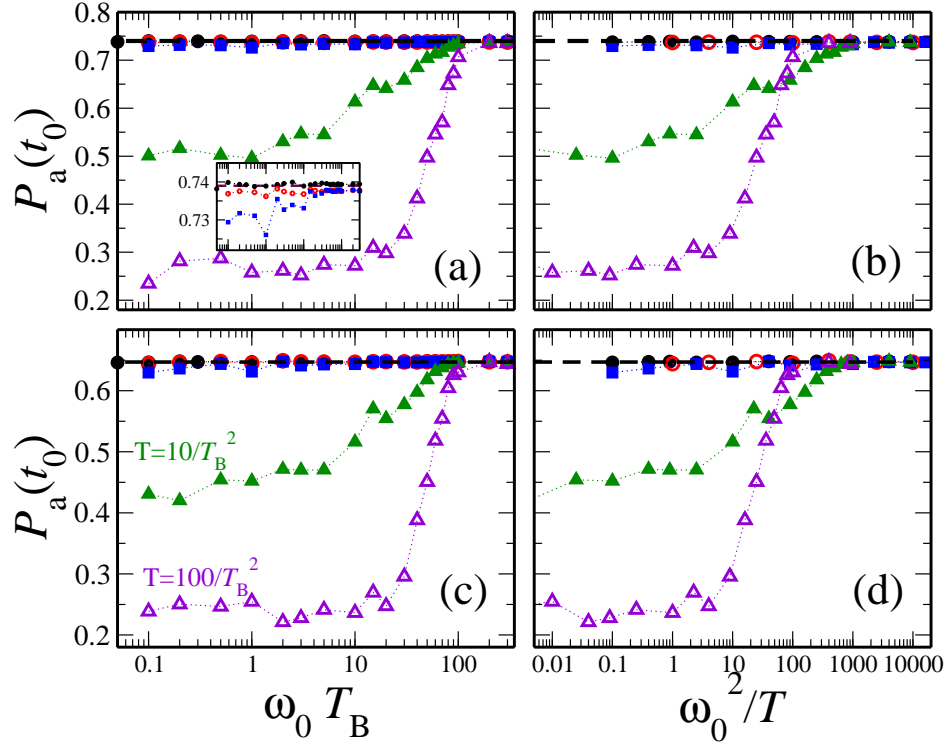 0.8
0.7
0.6
0.5
0.4
0.3
0.2
P_a(t_0)
0.74
0.73
(a)
(b)
0.6
0.5
0.4
0.3
0.2
P_a(t_0)
T=10/T_B^2
T=100/T_B^2
(c)
(d)
0.1 1 10 100
0.01 0.1 1 10 100 1000 10000
ω_0 T_B
ω_0^2/T